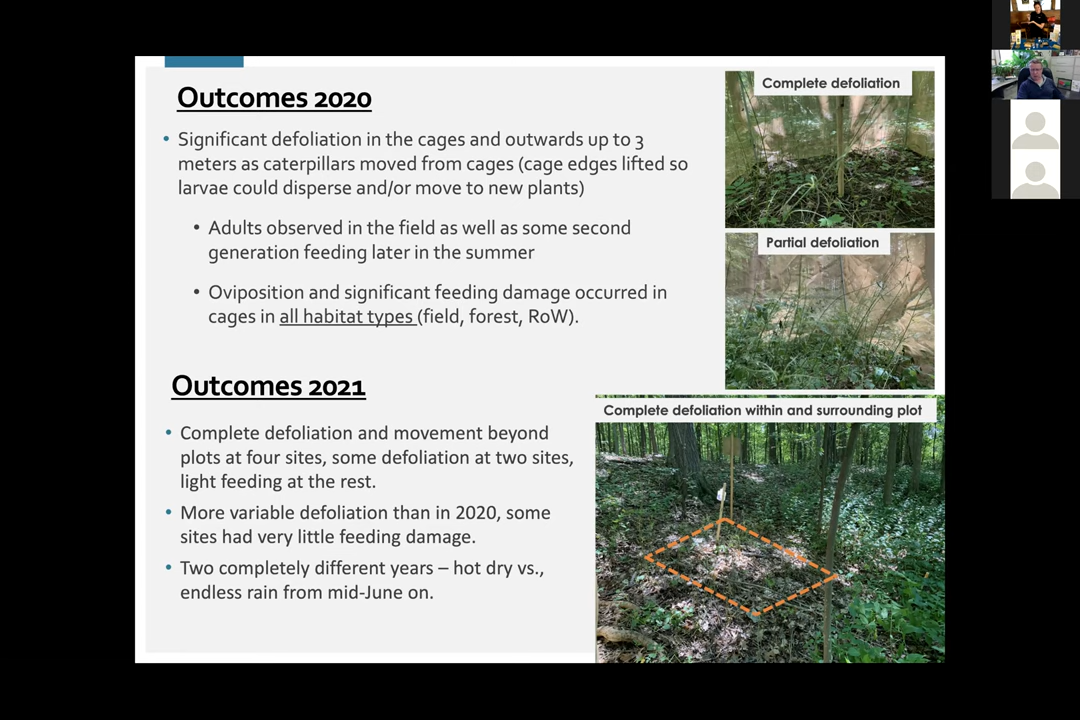 Outcomes 2020
• Significant defoliation in the cages and outwards up to 3
meters as caterpillars moved from cages (cage edges lifted so
larvae could disperse and/or move to new plants)
• Adults observed in the field as well as some second
generation feeding later in the summer
• Oviposition and significant feeding damage occurred in
cages in all habitat types (field, forest, RoW).
Outcomes 2021
• Complete defoliation and movement beyond
plots at four sites, some defoliation at two sites,
light feeding at the rest.
• More variable defoliation than in 2020, some
sites had very little feeding damage.
• Two completely different years – hot dry vs.,
endless rain from mid-June on.
Complete defoliation
Partial defoliation
Complete defoliation within and surrounding plot